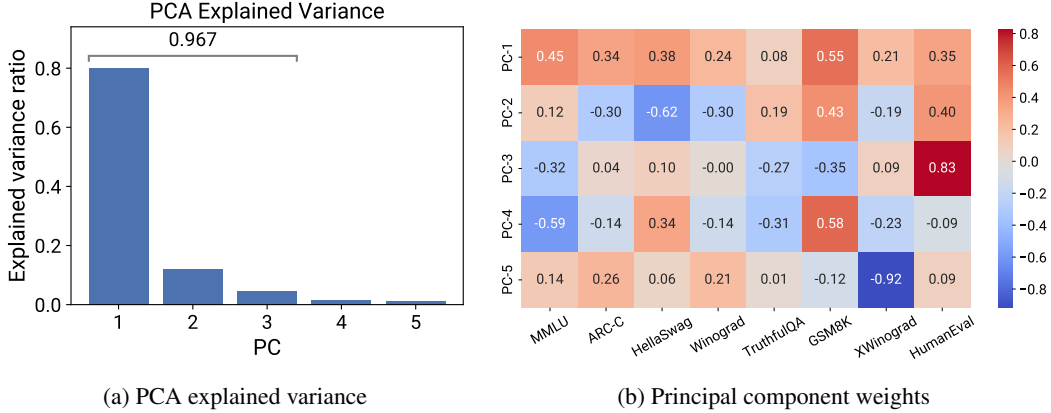 PCA Explained Variance
0.967
Explained variance ratio
0.8
0.6
0.4
0.2
0.0
1 2 3 4 5
PC
(a) PCA explained variance
PC-1 0.45 0.34 0.38 0.24 0.08 0.55 0.21 0.35
PC-2 0.12 -0.30 -0.62 -0.30 0.19 0.43 -0.19 0.40
PC-3 -0.32 0.04 0.10 -0.00 -0.27 -0.35 0.09 0.83
PC-4 -0.59 -0.14 0.34 -0.14 -0.31 0.58 -0.23 -0.09
PC-5 0.14 0.26 0.06 0.21 0.01 -0.12 -0.92 0.09
MMLU ARC-C HellaSwag Winograd TruthfulQA GSM8K XWinograd HumanEval
0.8
0.6
0.4
0.2
0.0
−0.2
−0.4
−0.6
−0.8
(b) Principal component weights